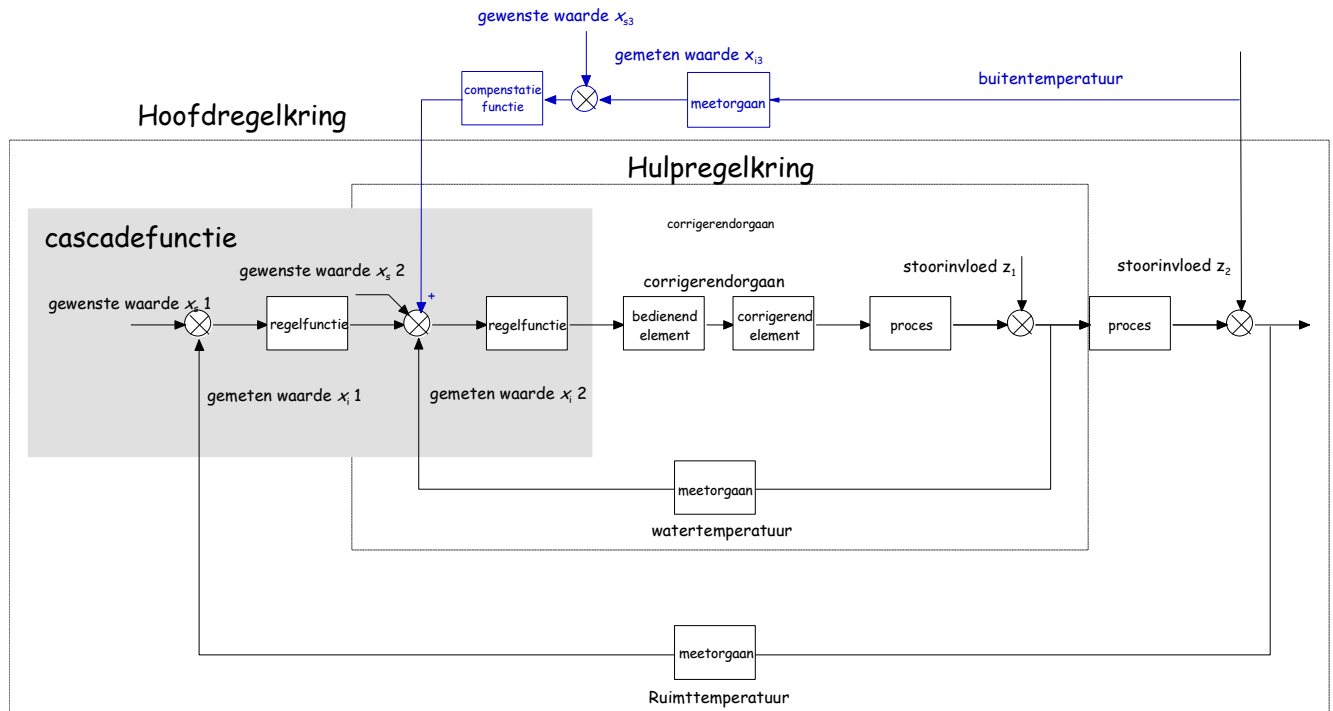 gewenste waarde xs3
gemeten waarde xi3
buitentemperatuur
compenstatie
functie
meetorgaan
Hoofdregelkring
Hulpregelkring
corrigerendorgaan
cascadefunctie
gewenste waarde xs 2
stoorinvloed z1
stoorinvloed z2
corrigerendorgaan
gewenste waarde xs 1
+
regelfunctie
regelfunctie
bedienend
element
corrigerend
element
proces
proces
gemeten waarde xi 1
gemeten waarde xi 2
meetorgaan
watertemperatuur
meetorgaan
Ruimttemperatuur